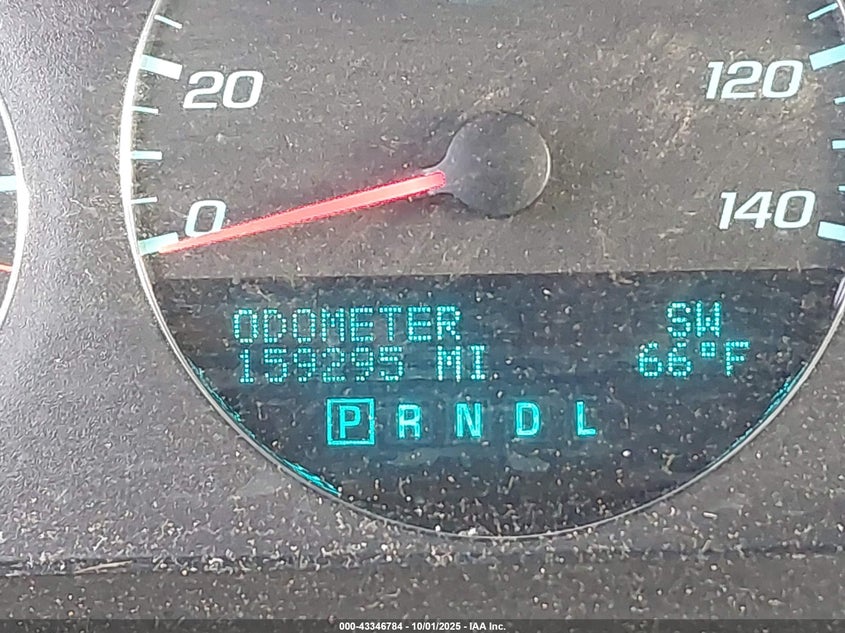 20
120
0
140
ODOMETER SW
159295 MI 66°F
P R N D L
000-43346784 - 10/01/2025 - IAA Inc.